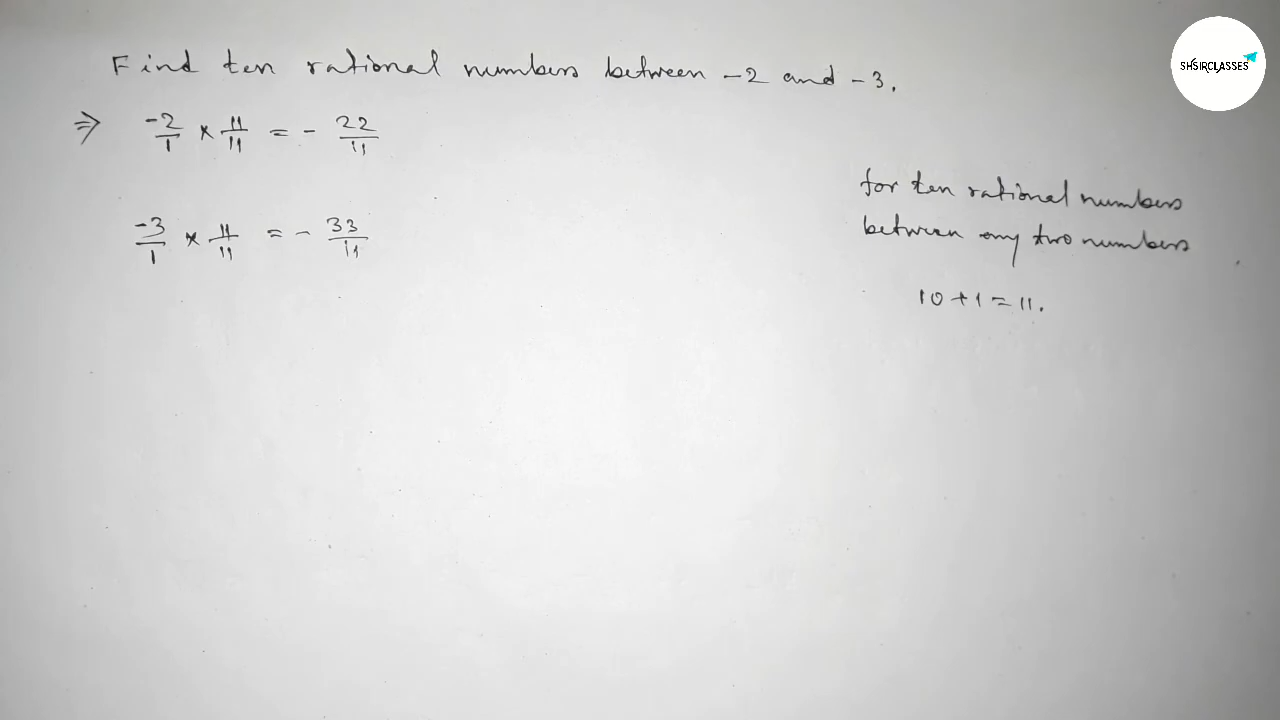 Find ten rational numbers between -2 and -3.
⇒ -2/1 × 11/11 = - 22/11
-3/1 × 11/11 = - 33/11
for ten rational numbers
between any two numbers
10+1=11.
SHSIRCLASSES